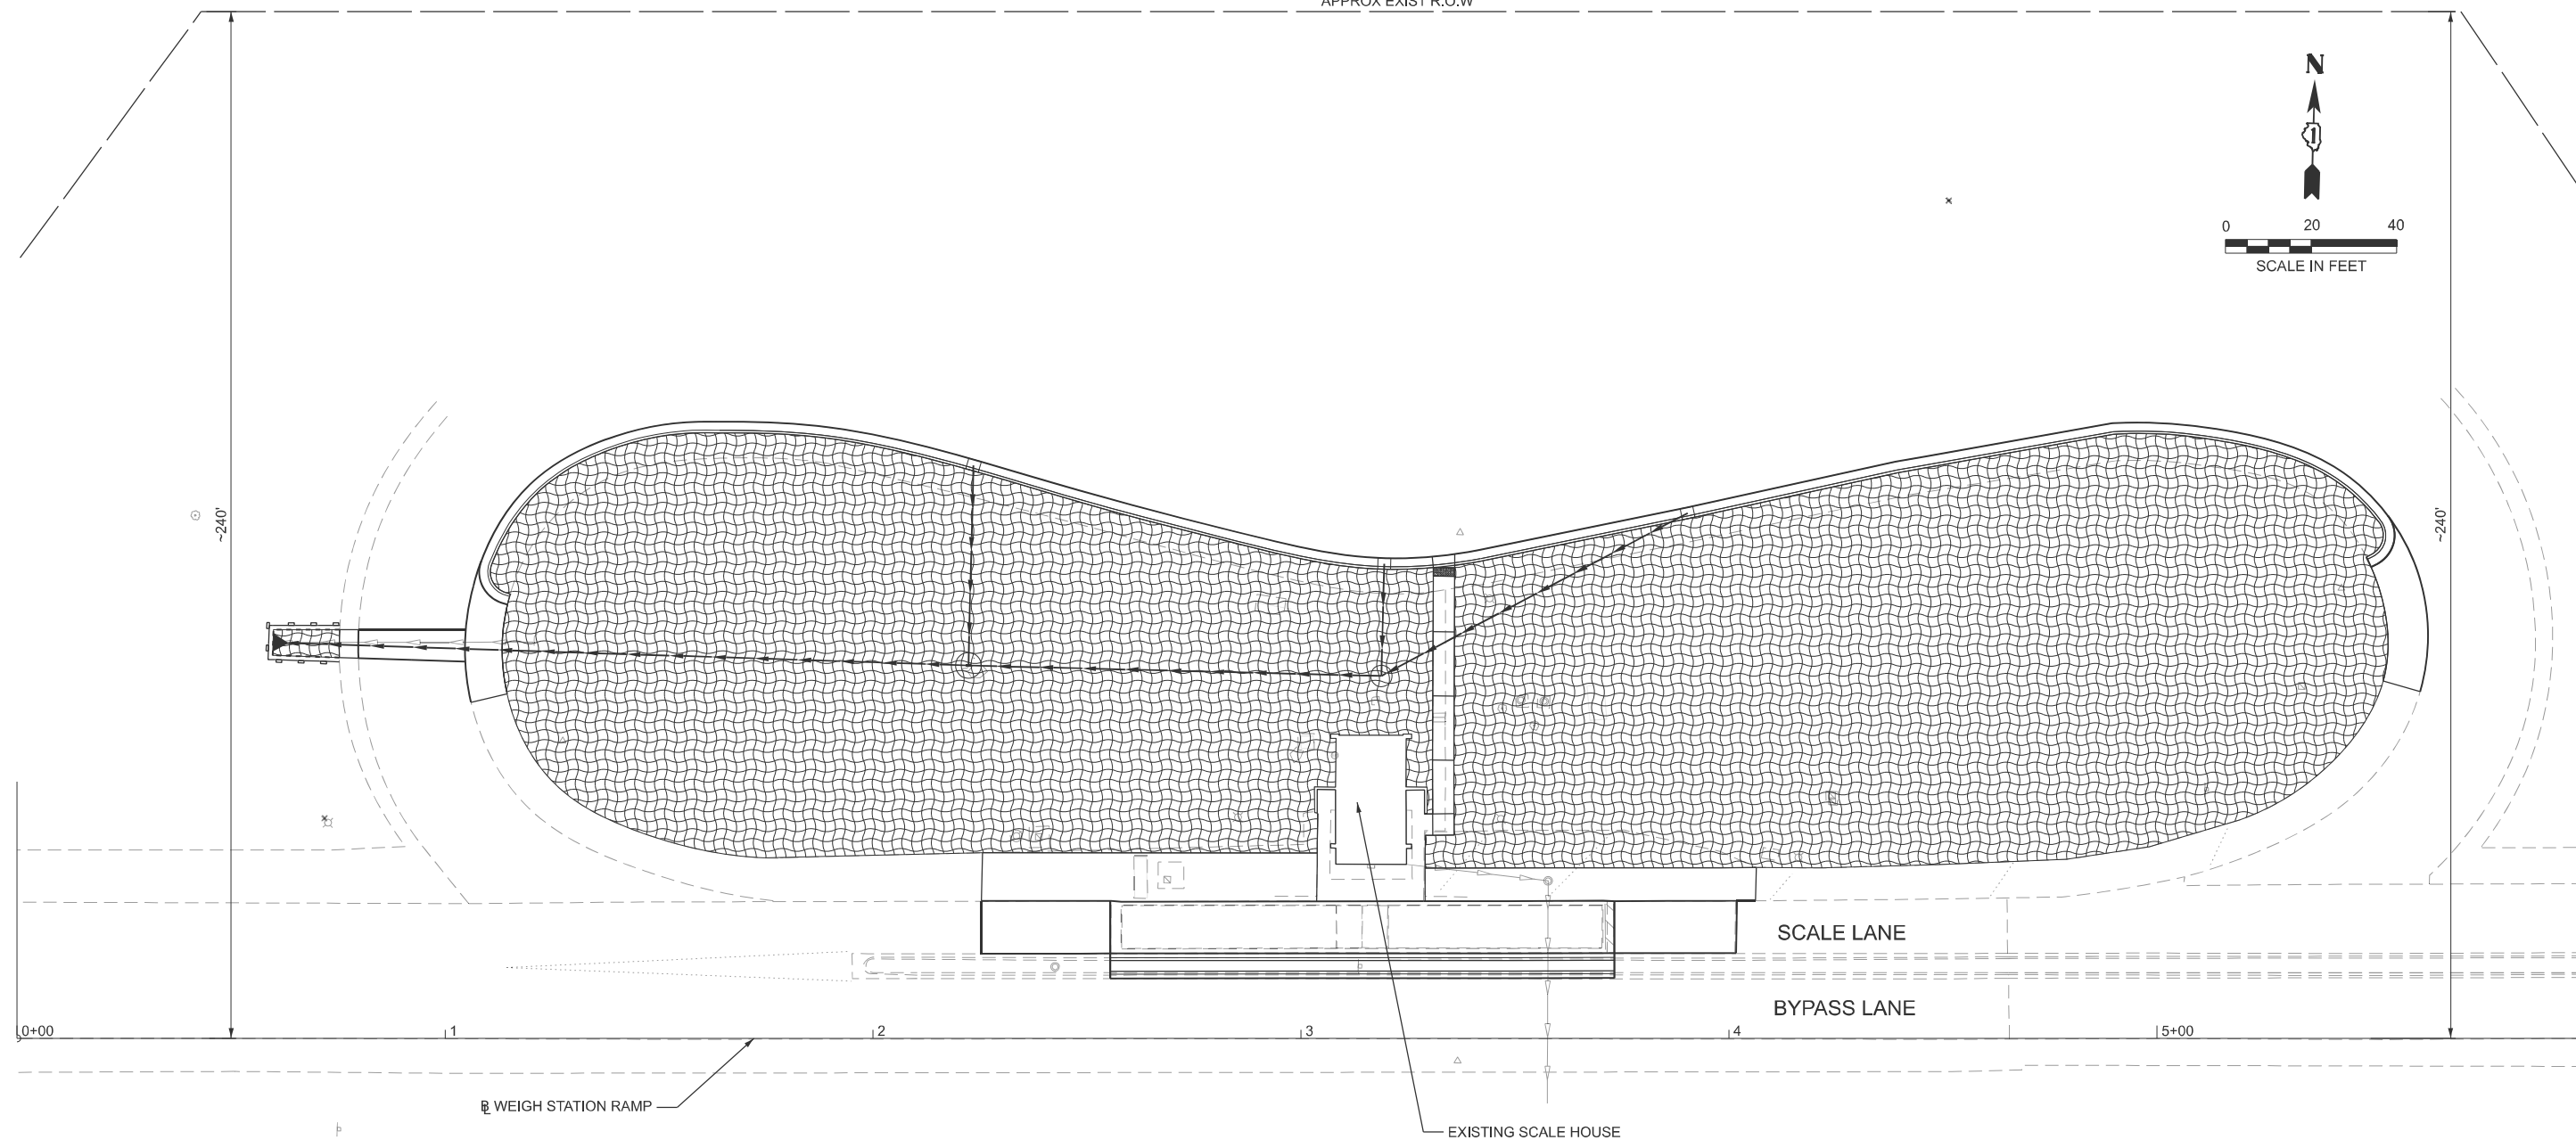 APPROX EXIST R.O.W
N
1
0 20 40
SCALE IN FEET
~240'
~240'
SCALE LANE
BYPASS LANE
0+00 1 2 3 4 5+00
℄ WEIGH STATION RAMP
EXISTING SCALE HOUSE